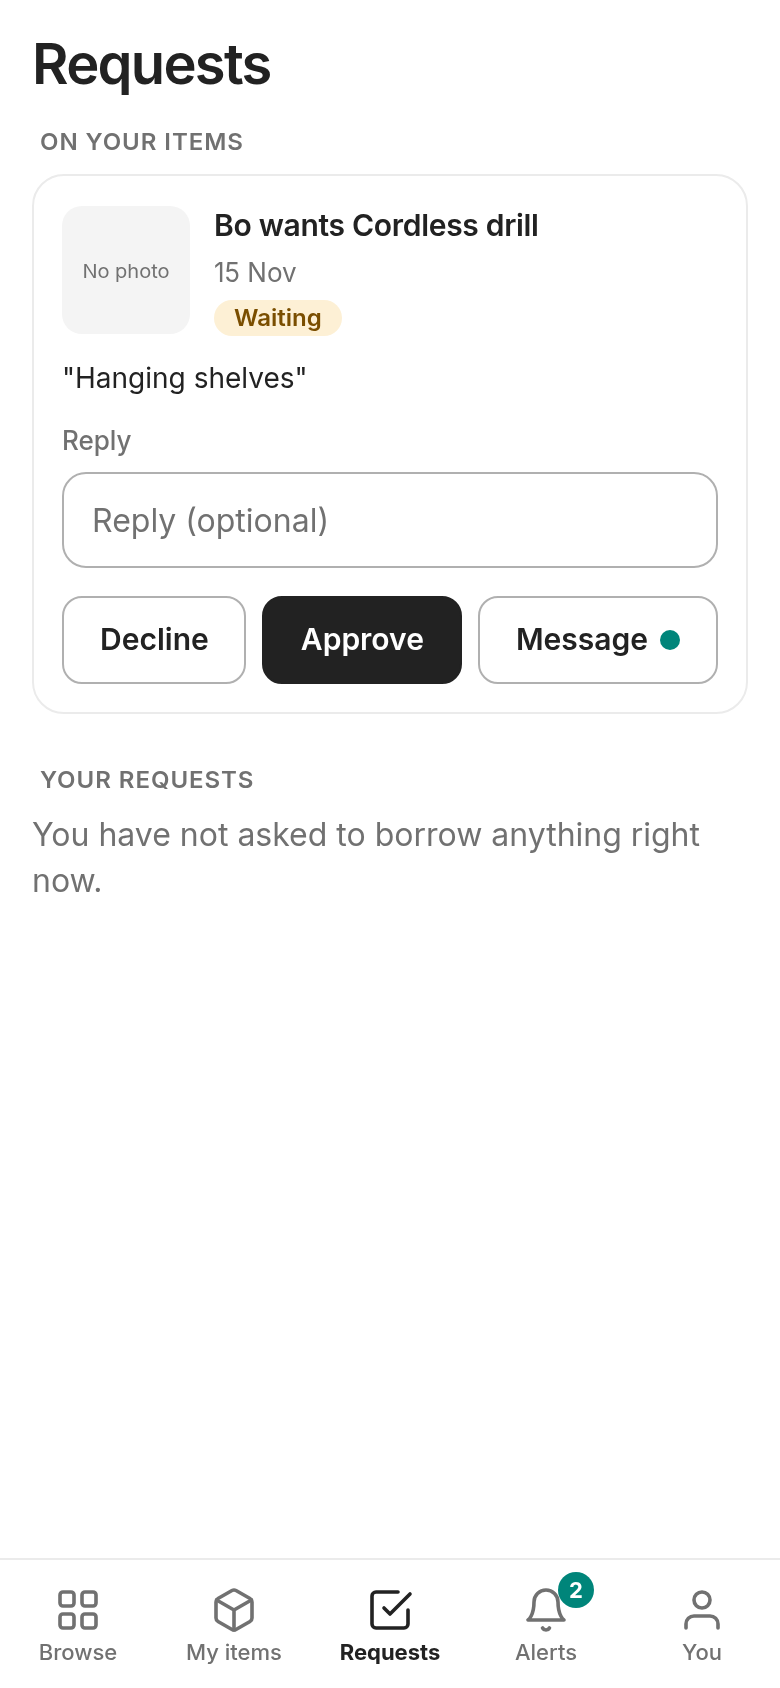 Requests
ON YOUR ITEMS
No photo
Bo wants Cordless drill
15 Nov
Waiting
"Hanging shelves"
Reply
Reply (optional)
Decline
Approve
Message
YOUR REQUESTS
You have not asked to borrow anything right
now.
2
Browse
My items
Requests
Alerts
You